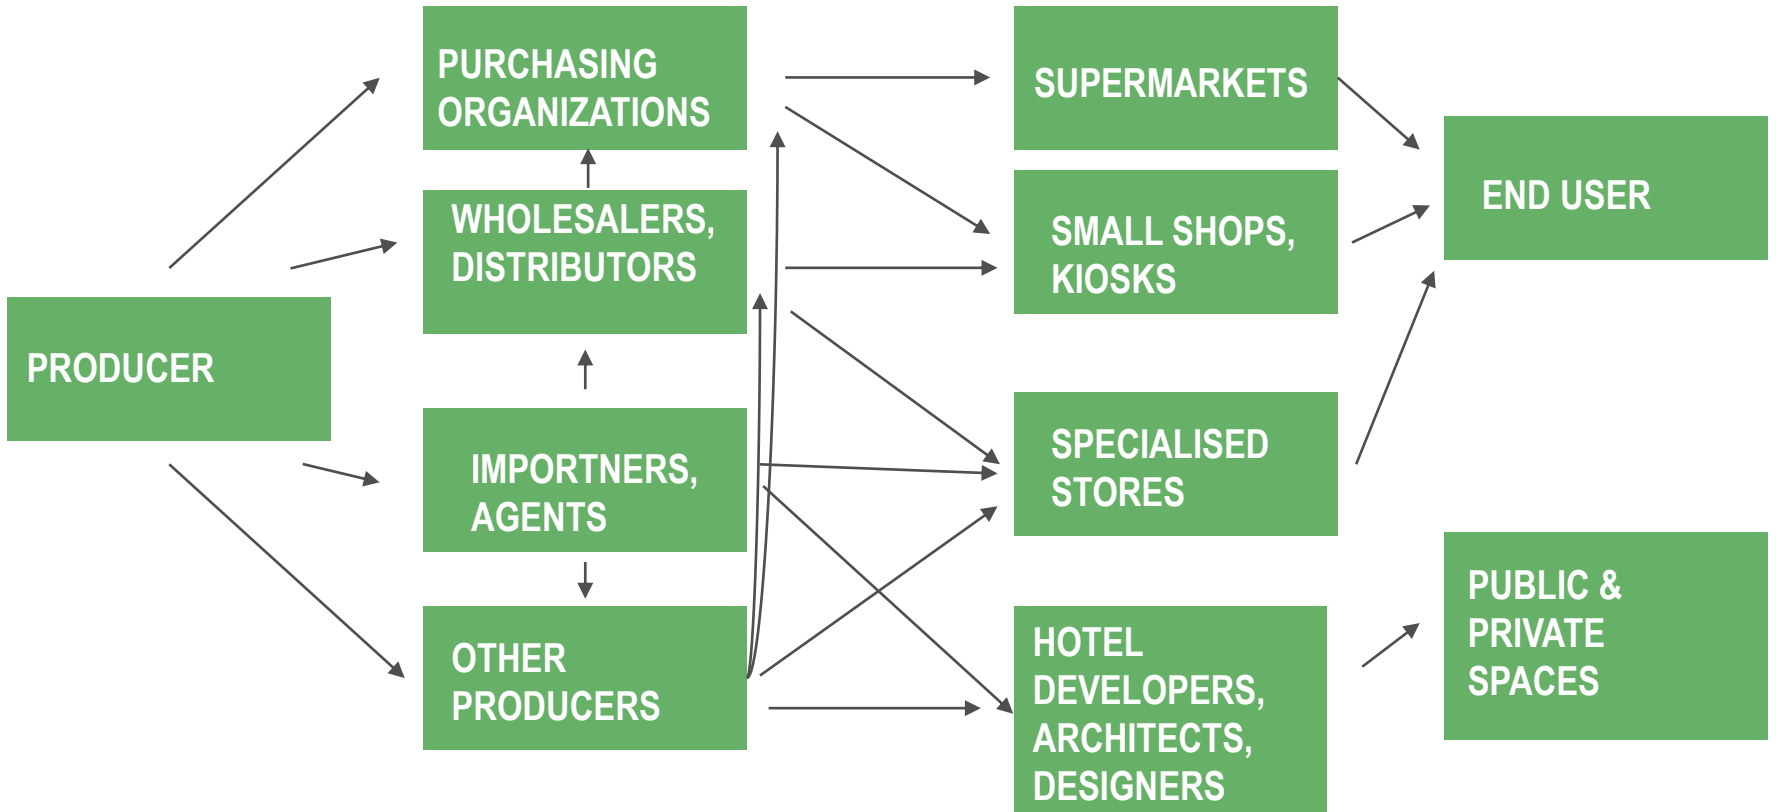 PURCHASING
ORGANIZATIONS
SUPERMARKETS
END USER
WHOLESALERS,
DISTRIBUTORS
SMALL SHOPS,
KIOSKS
PRODUCER
IMPORTNERS,
AGENTS
SPECIALISED
STORES
OTHER
PRODUCERS
HOTEL
DEVELOPERS,
ARCHITECTS,
DESIGNERS
PUBLIC &
PRIVATE
SPACES